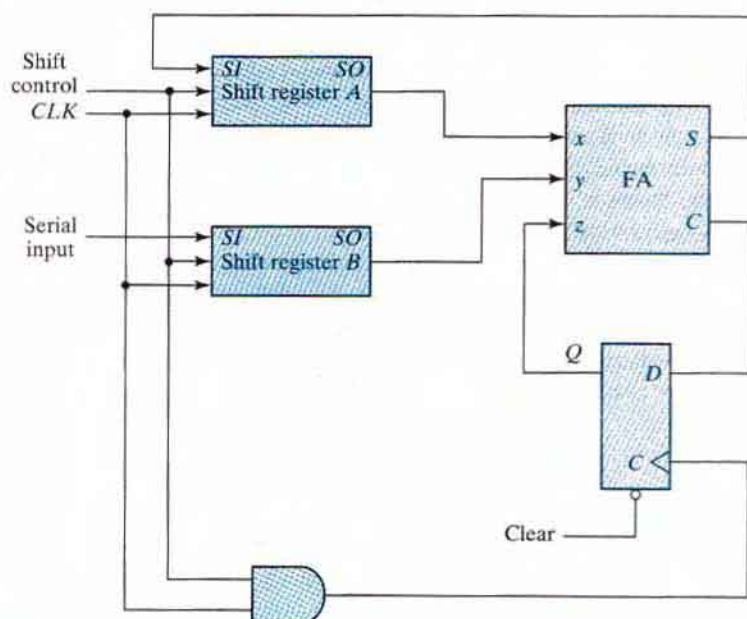 Shift
control
CLK
SI SO
Shift register A
Serial
input
SI SO
Shift register B
x S
y FA
z C
Q
D
C
Clear